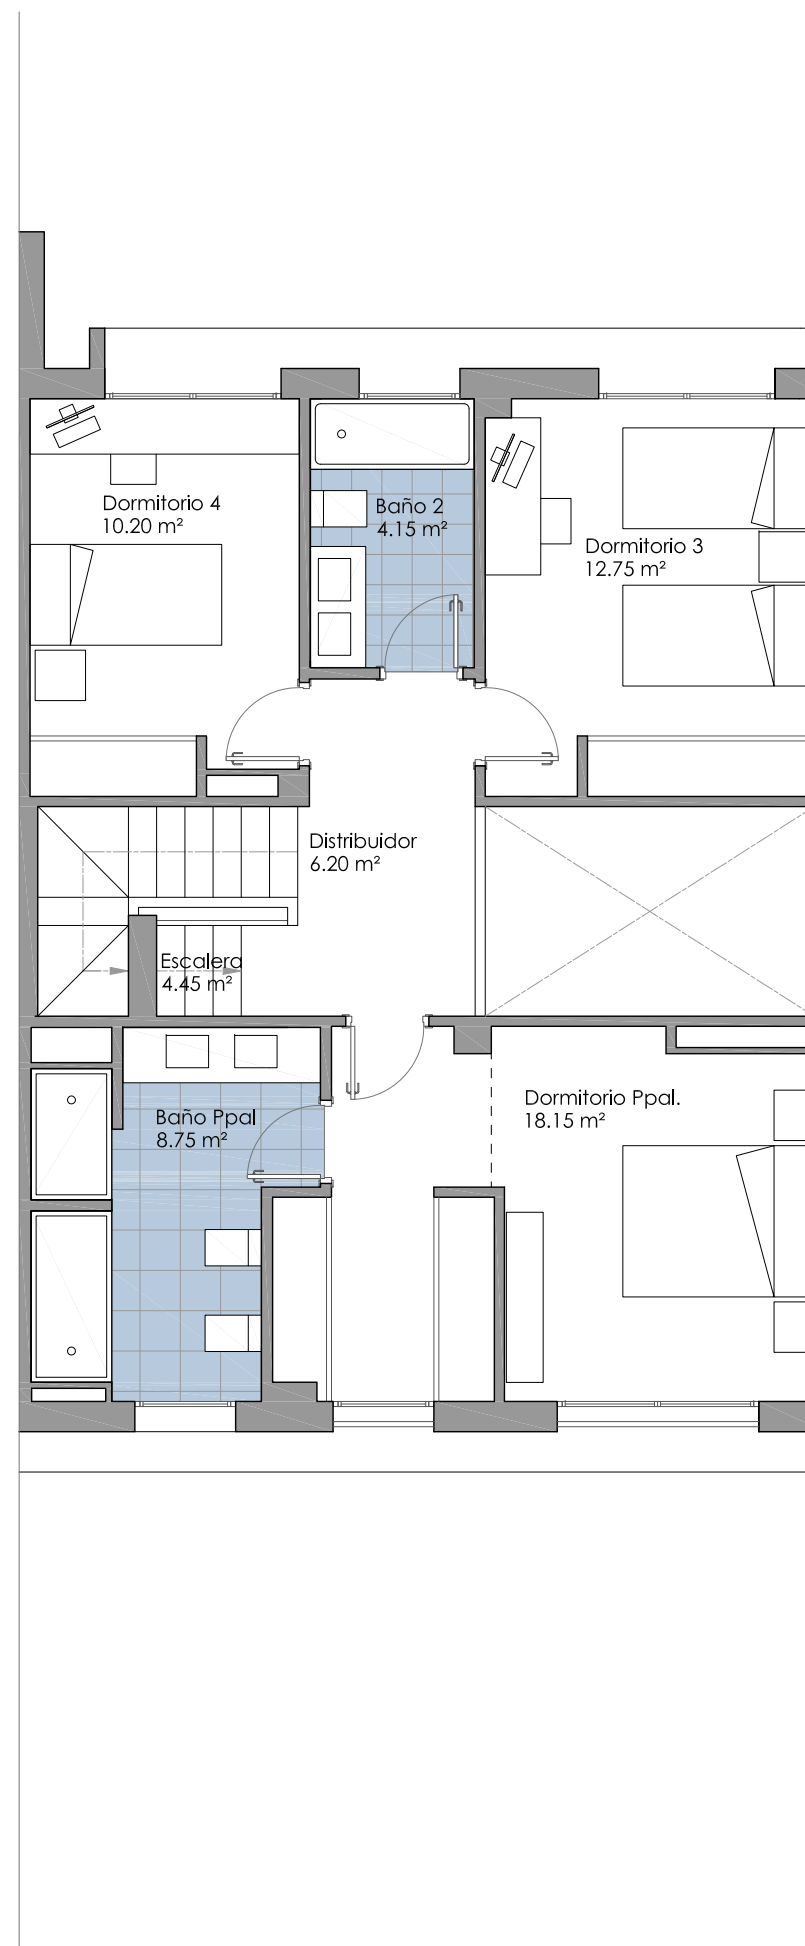 Dormitorio 4
10.20 m²
Baño 2
4.15 m²
Dormitorio 3
12.75 m²
Distribuidor
6.20 m²
Escalera
4.45 m²
Baño Ppal
8.75 m²
Dormitorio Ppal.
18.15 m²